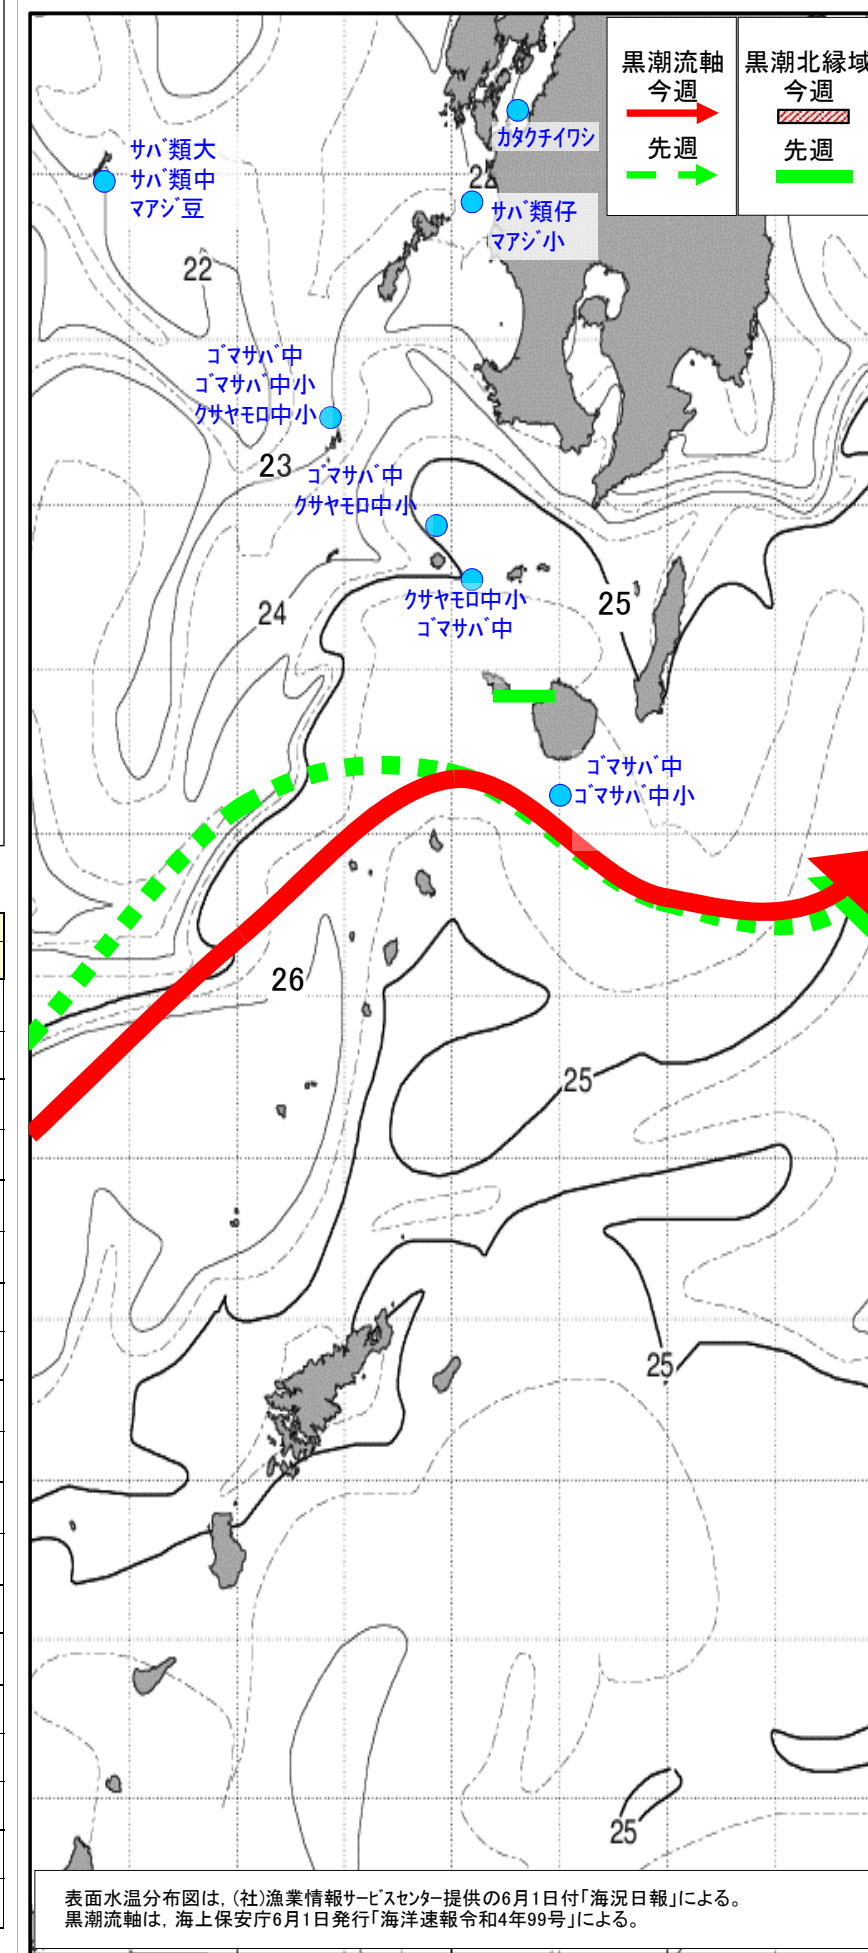 黒潮流軸
今週
先週
黒潮北縁域
今週
先週
カタクチイワシ
サバ類大
サバ類中
マアジ豆
22
サバ類仔
マアジ小
22
ゴマサバ中
ゴマサバ中小
クサヤモロ中小
23
ゴマサバ中
クサヤモロ中小
24
25
クサヤモロ中小
ゴマサバ中
ゴマサバ中
ゴマサバ中小
26
25
25
25
表面水温分布図は,(社)漁業情報サービスセンター提供の6月1日付「海況日報」による。
黒潮流軸は,海上保安庁6月1日発行「海洋速報令和4年99号」による。